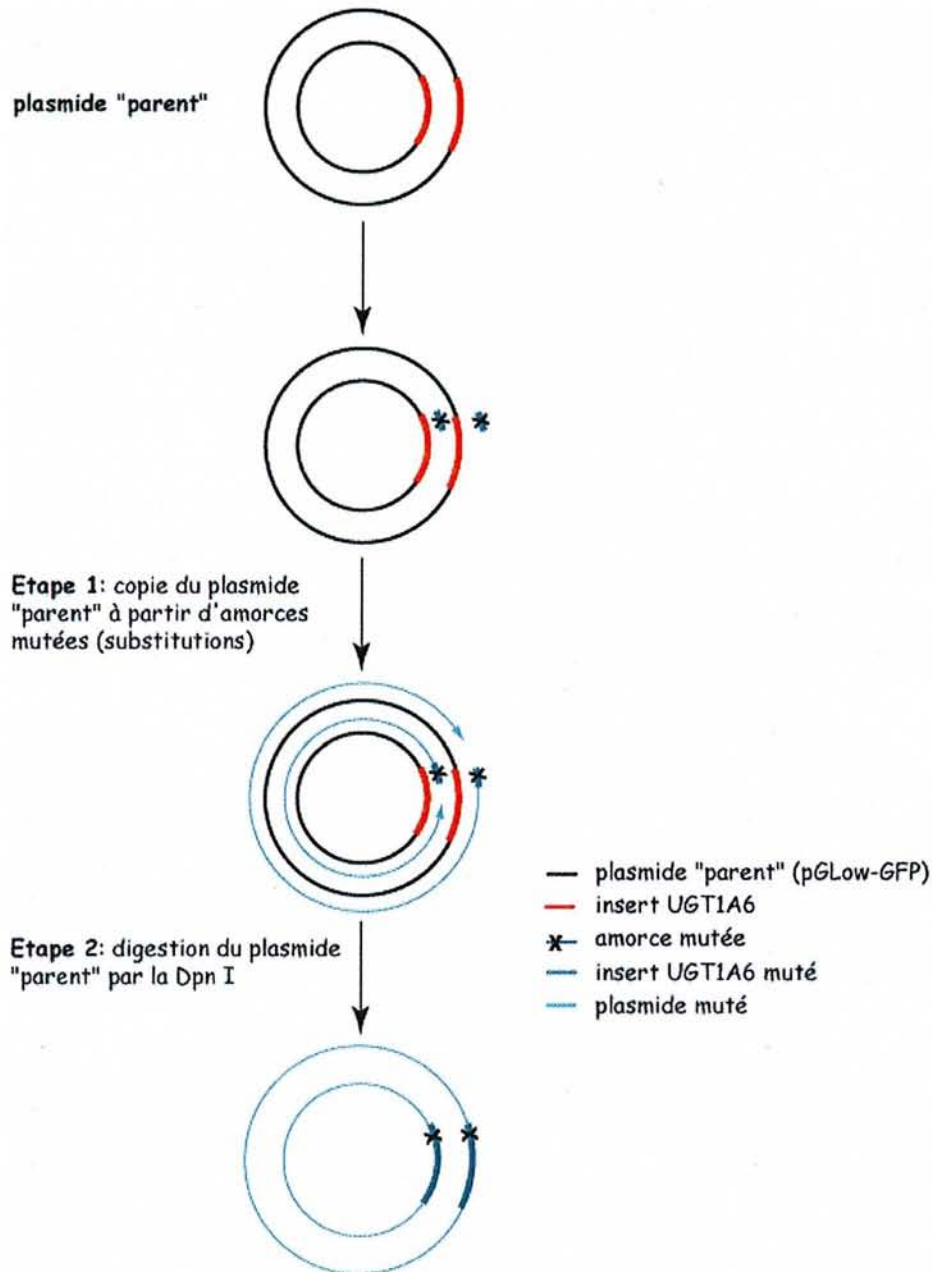 plasmide "parent"
Etape 1: copie du plasmide
"parent" à partir d'amorces
mutées (substitutions)
Etape 2: digestion du plasmide
"parent" par la Dpn I
plasmide "parent" (pGLow-GFP)
insert UGT1A6
amorce mutée
insert UGT1A6 muté
plasmide muté